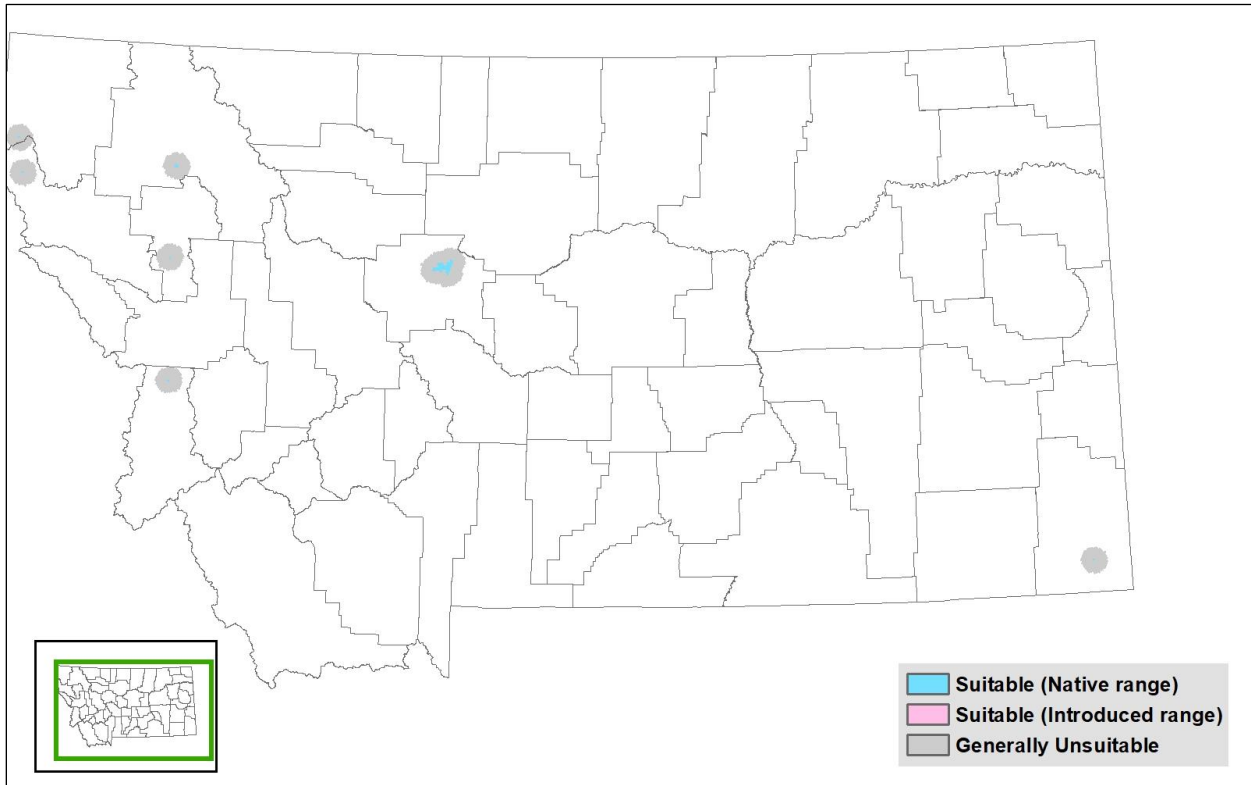 Suitable (Native range)
Suitable (Introduced range)
Generally Unsuitable